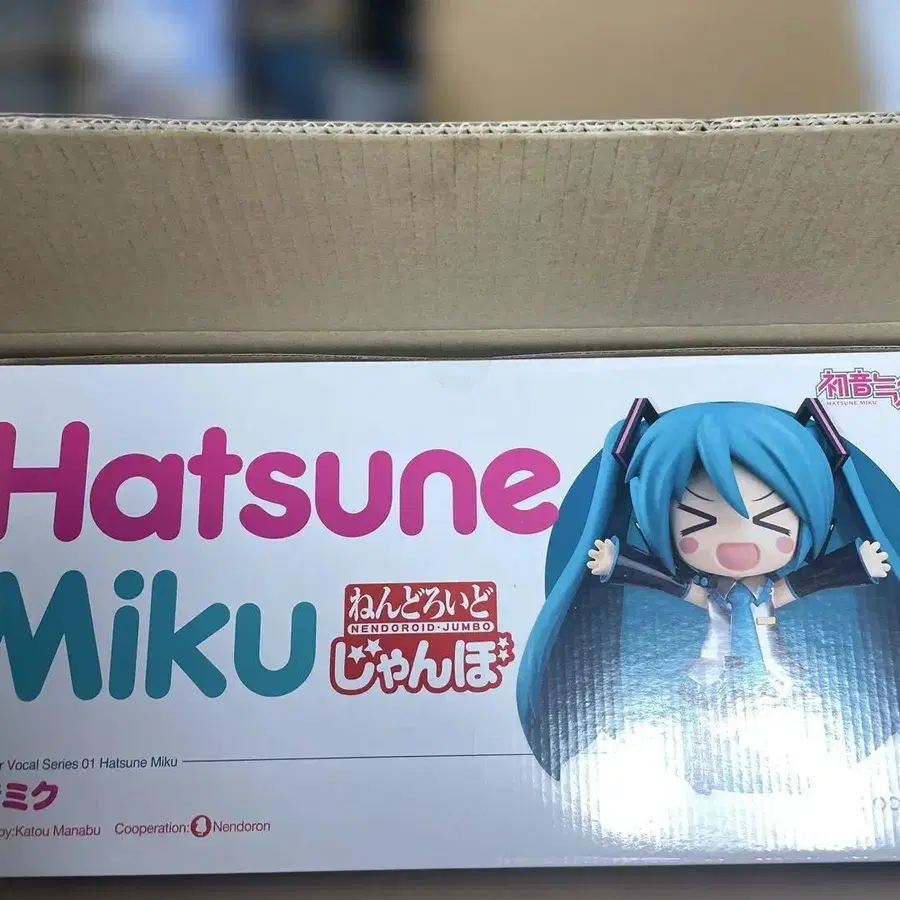 初音ミ
HATSUNE MIKU
Hatsune
Miku
ねんどろいど
NENDOROID・JUMBO
じゃんぼ
r Vocal Series 01 Hatsune Miku
ミク
by:Katou Manabu Cooperation: Nendoron